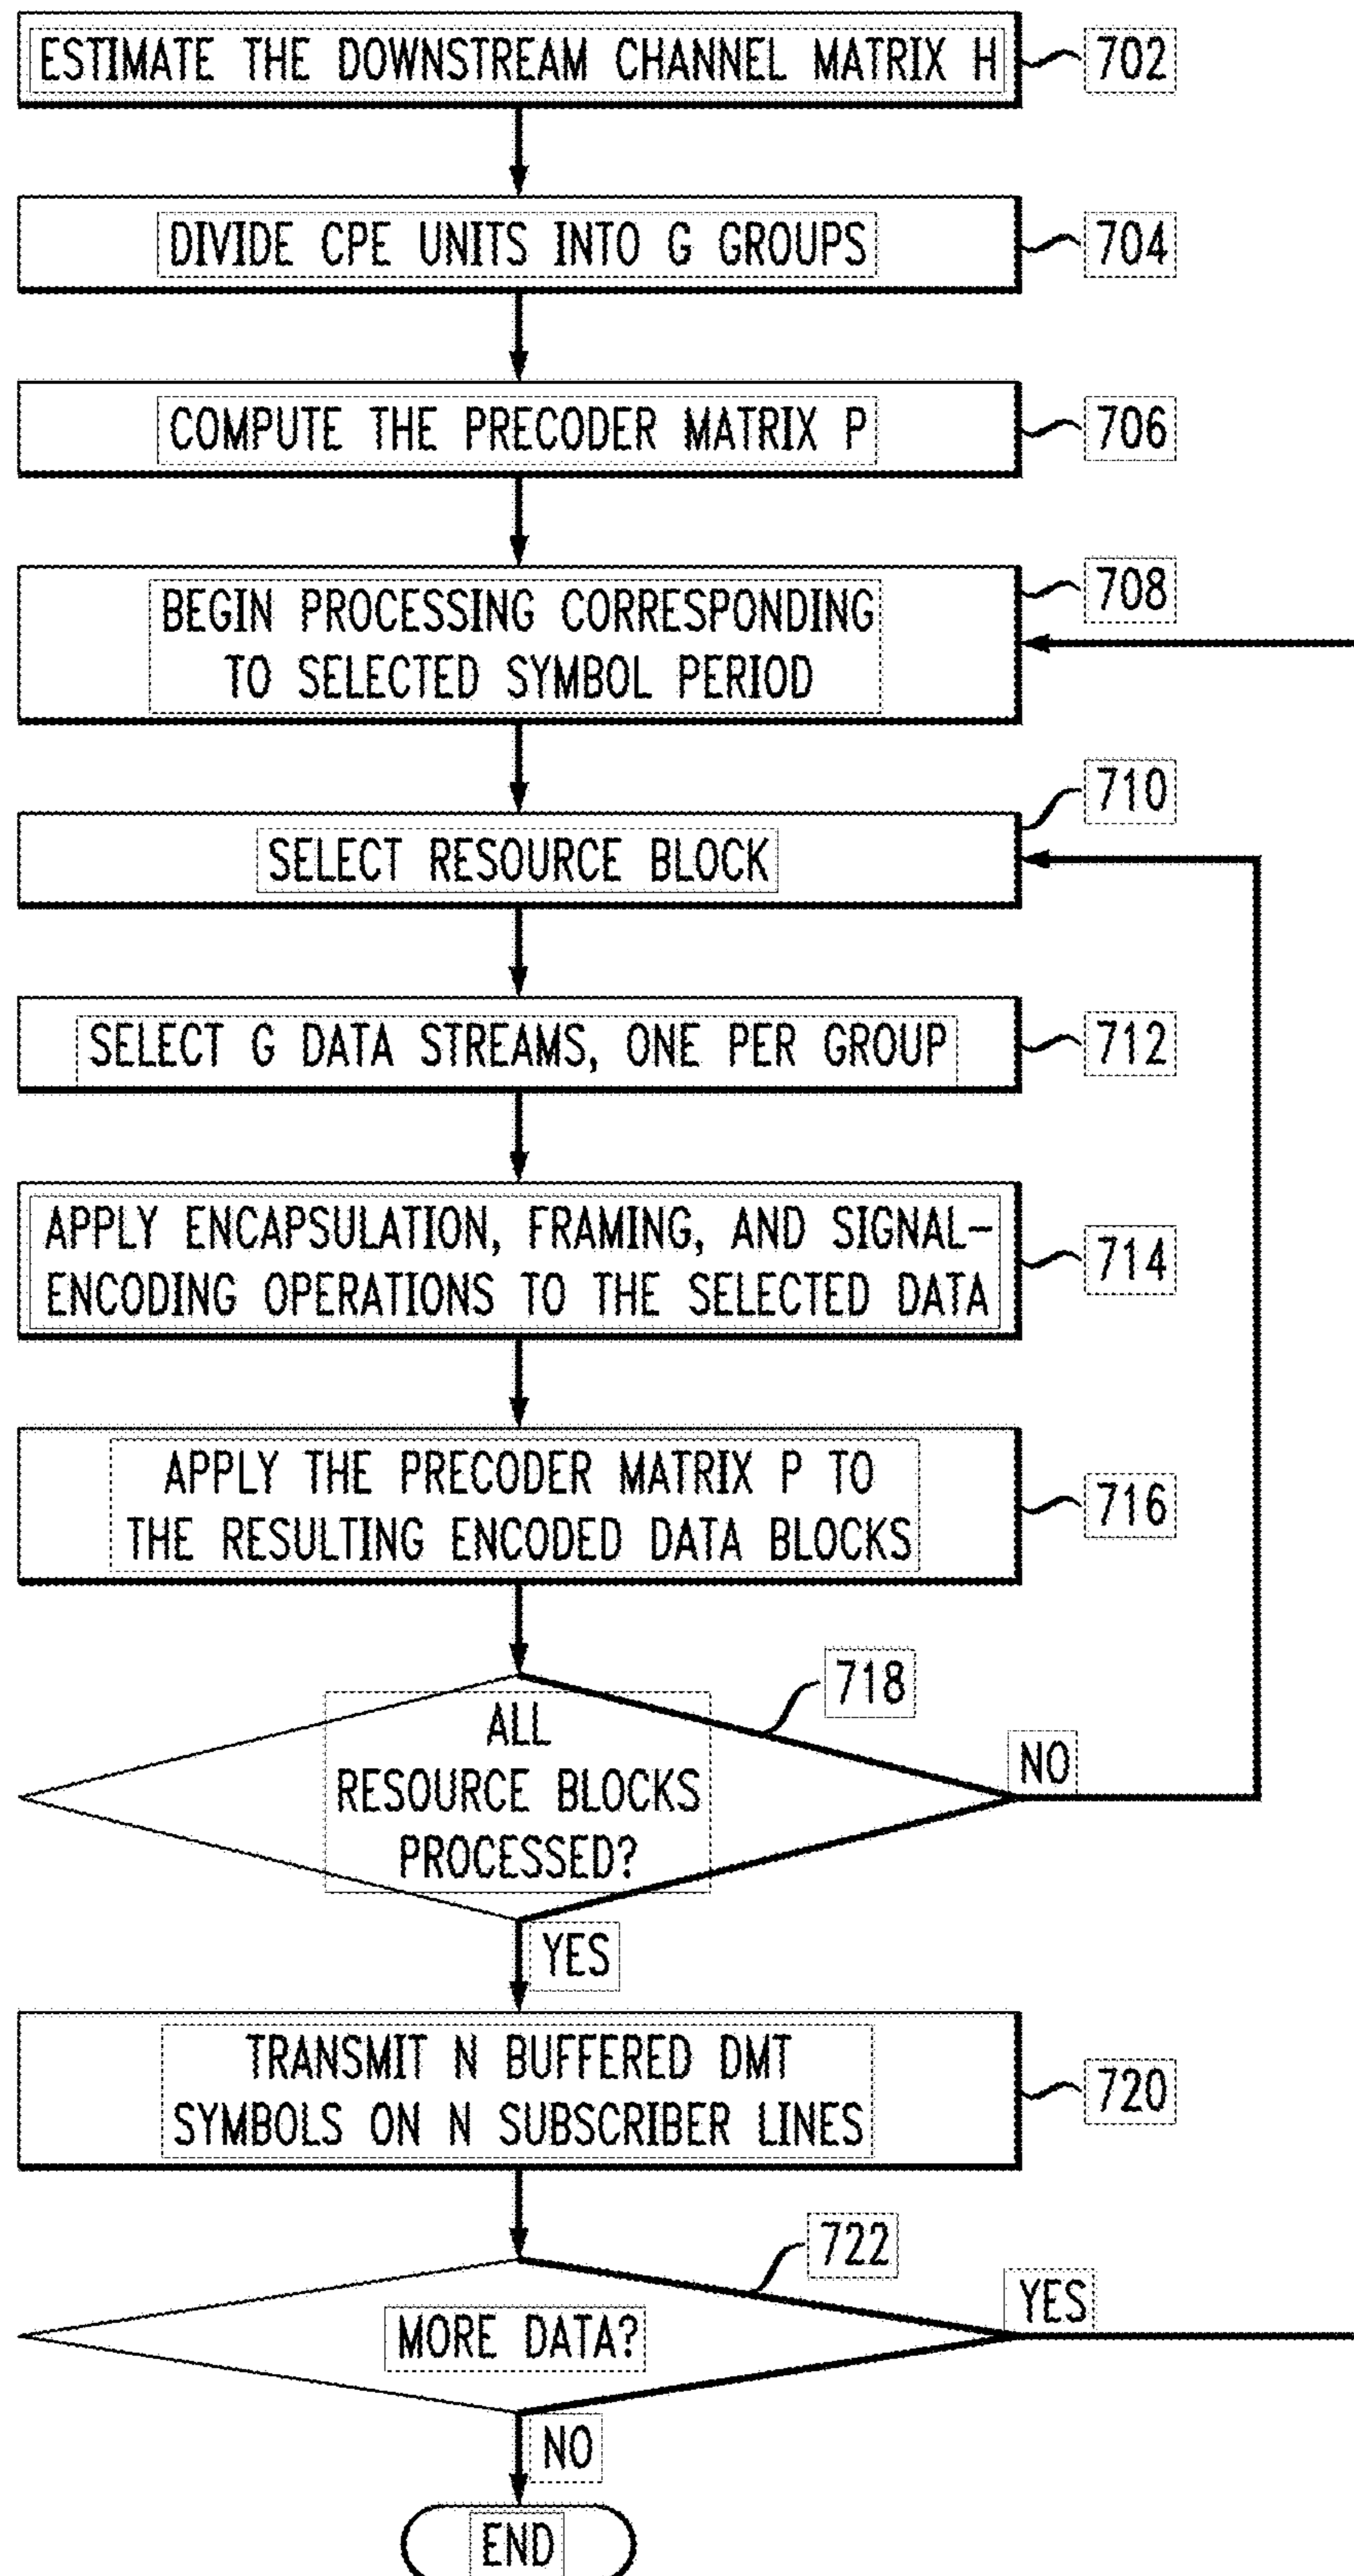 ESTIMATE THE DOWNSTREAM CHANNEL MATRIX H
702
DIVIDE CPE UNITS INTO G GROUPS
704
COMPUTE THE PRECODER MATRIX P
706
BEGIN PROCESSING CORRESPONDING
TO SELECTED SYMBOL PERIOD
708
SELECT RESOURCE BLOCK
710
SELECT G DATA STREAMS, ONE PER GROUP
712
APPLY ENCAPSULATION, FRAMING, AND SIGNAL-
ENCODING OPERATIONS TO THE SELECTED DATA
714
APPLY THE PRECODER MATRIX P TO
THE RESULTING ENCODED DATA BLOCKS
716
ALL
RESOURCE BLOCKS
PROCESSED?
718
NO
YES
TRANSMIT N BUFFERED DMT
SYMBOLS ON N SUBSCRIBER LINES
720
MORE DATA?
722
YES
NO
END